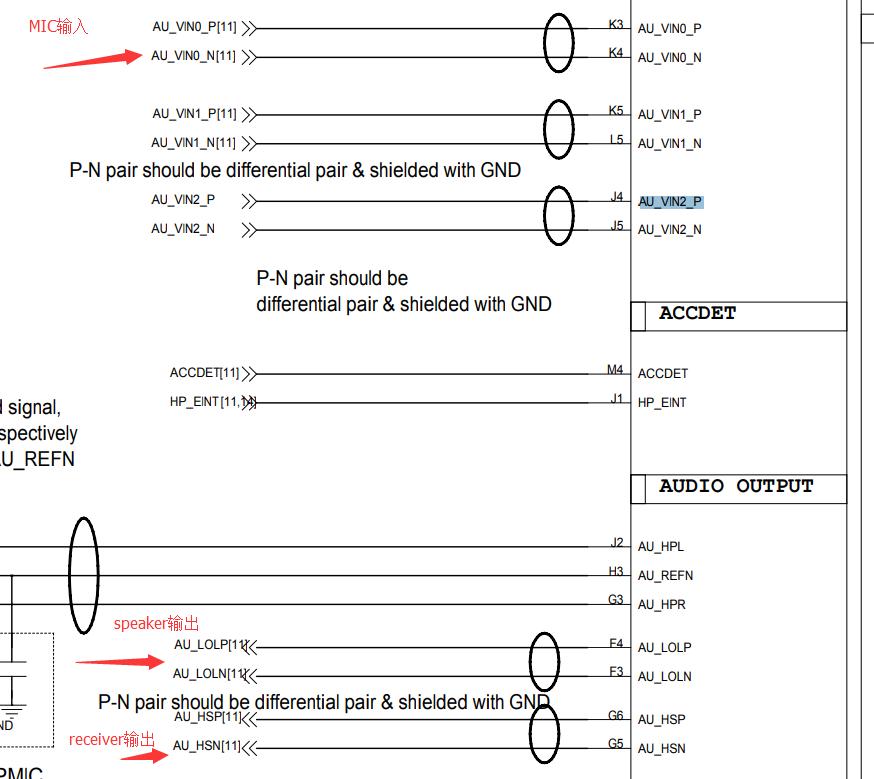 MIC输入
AU_VIN0_P[11] K3 AU_VIN0_P
AU_VIN0_N[11] K4 AU_VIN0_N
AU_VIN1_P[11] K5 AU_VIN1_P
AU_VIN1_N[11] L5 AU_VIN1_N
P-N pair should be differential pair & shielded with GND
AU_VIN2_P J4 AU_VIN2_P
AU_VIN2_N J5 AU_VIN2_N
P-N pair should be
differential pair & shielded with GND
ACCDET
ACCDET[11] M4 ACCDET
HP_EINT[11,14] J1 HP_EINT
d signal,
spectively
AU_REFN
AUDIO OUTPUT
J2 AU_HPL
H3 AU_REFN
G3 AU_HPR
speaker输出
AU_LOLP[11] F4 AU_LOLP
AU_LOLN[11] F3 AU_LOLN
P-N pair should be differential pair & shielded with GND
AU_HSP[11] G6 AU_HSP
ND
receiver输出
AU_HSN[11] G5 AU_HSN
PMIC